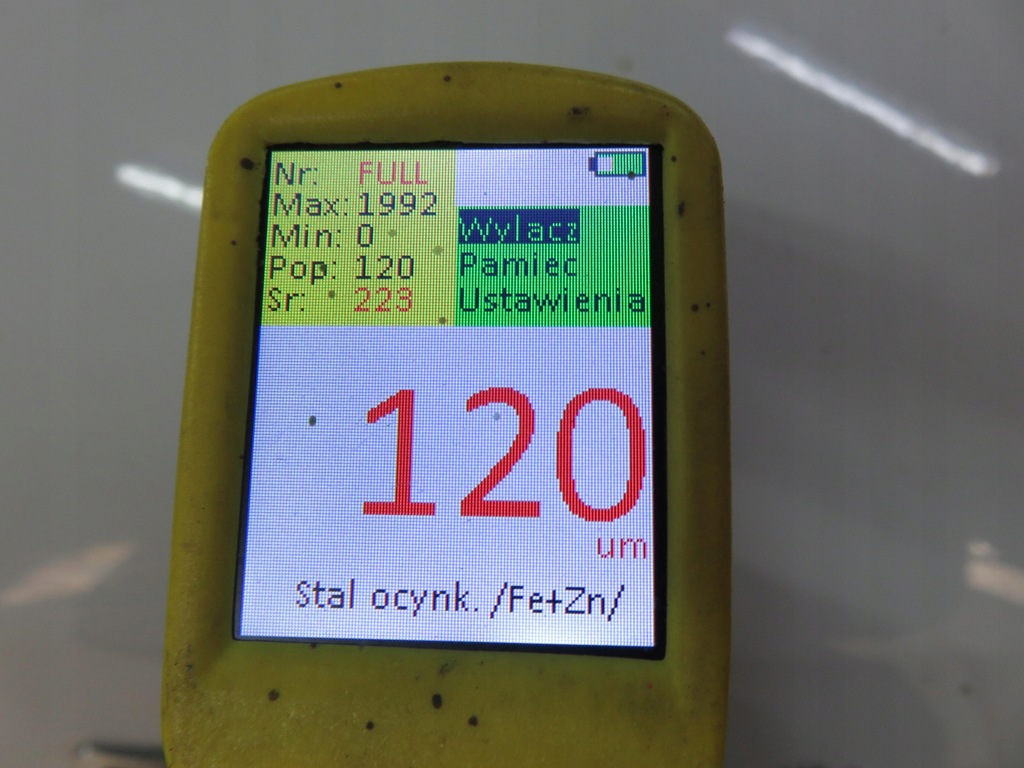 Nr: FULL
Max: 1992
Min: 0
Pop: 120
Sr: 223
Wylacz
Pamiec
Ustawienia
120
um
Stal ocynk. /Fe+Zn/